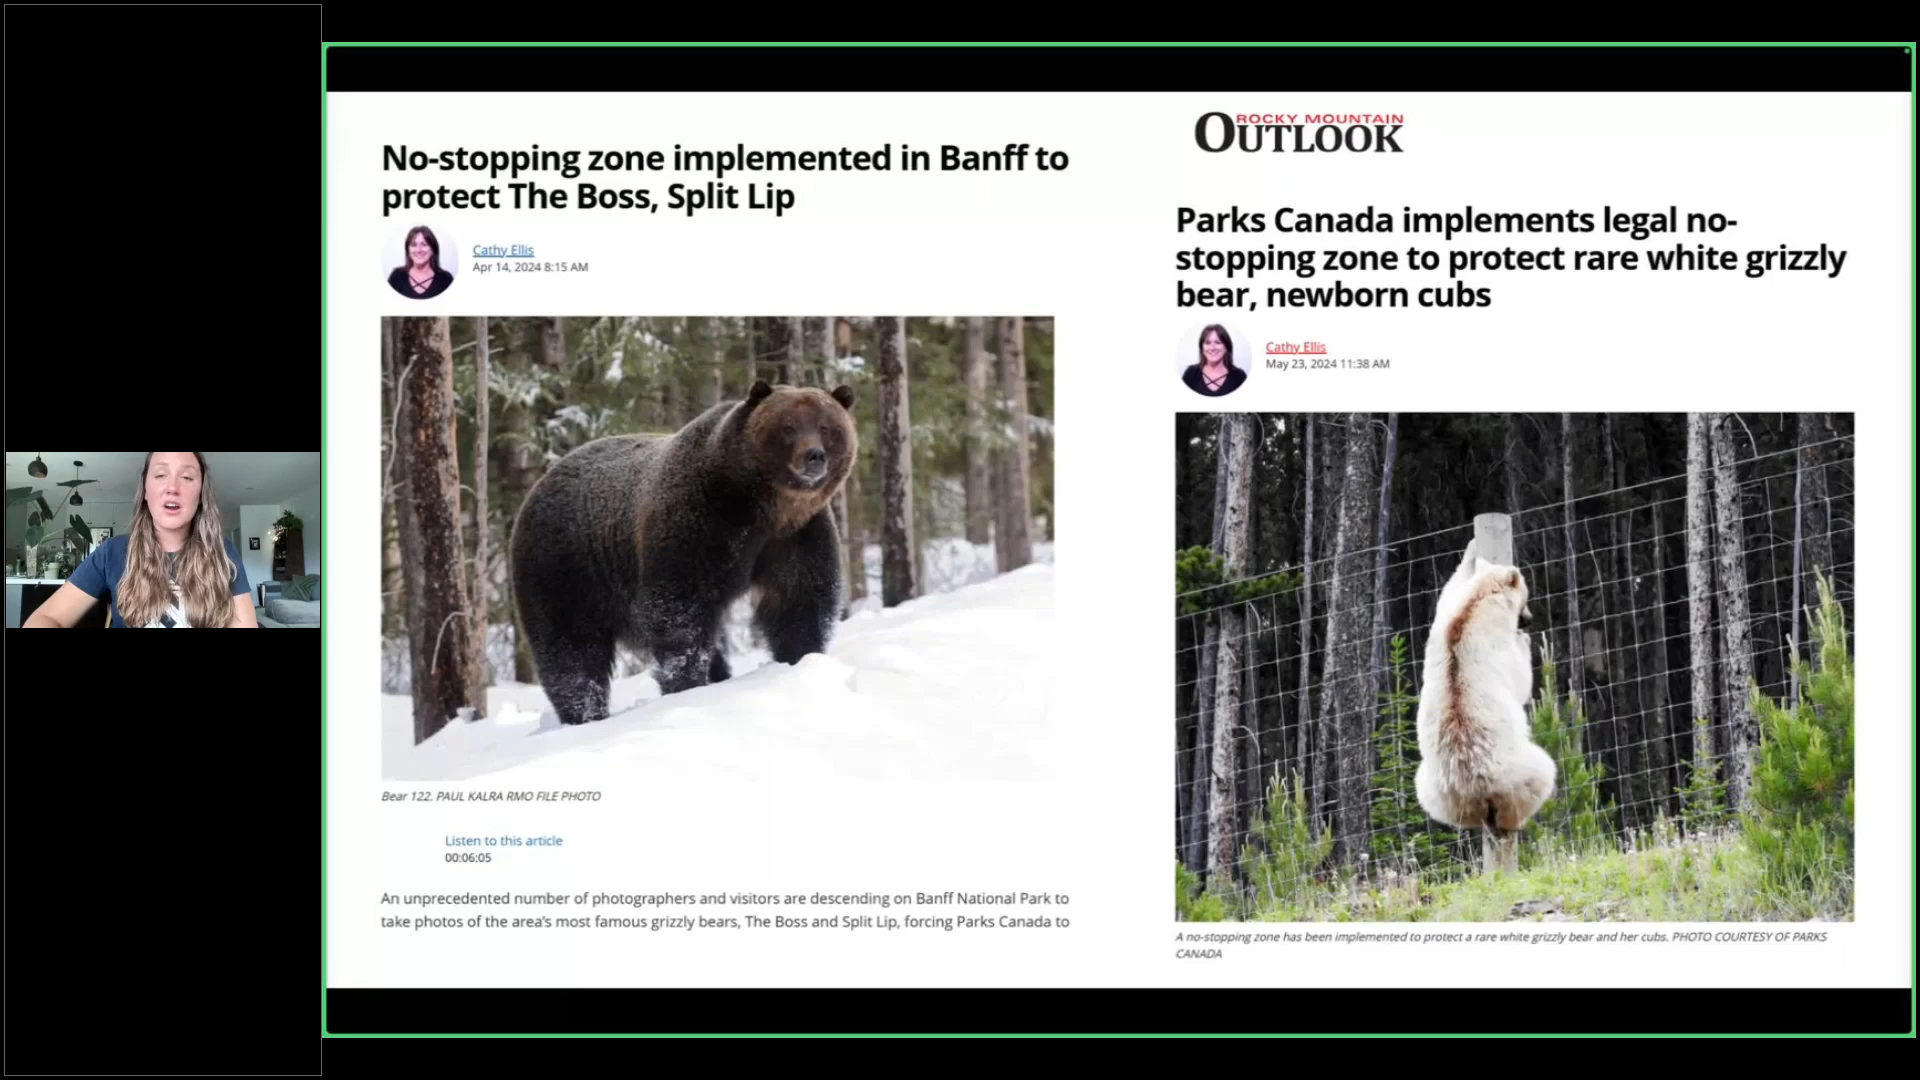 No-stopping zone implemented in Banff to
protect The Boss, Split Lip
Cathy Ellis
Apr 14, 2024 8:15 AM
Bear 122. PAUL KALRA RMO FILE PHOTO
Listen to this article
00:06:05
An unprecedented number of photographers and visitors are descending on Banff National Park to
take photos of the area's most famous grizzly bears, The Boss and Split Lip, forcing Parks Canada to
ROCKY MOUNTAIN
OUTLOOK
Parks Canada implements legal no-
stopping zone to protect rare white grizzly
bear, newborn cubs
Cathy Ellis
May 23, 2024 11:38 AM
A no-stopping zone has been implemented to protect a rare white grizzly bear and her cubs. PHOTO COURTESY OF PARKS
CANADA